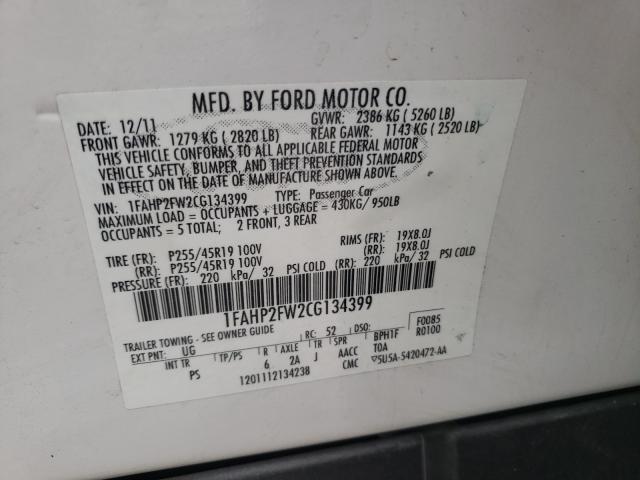 MFD. BY FORD MOTOR CO.
DATE: 12/11 GVWR: 2386 KG (5260 LB)
FRONT GAWR: 1279 KG (2820 LB) REAR GAWR: 1143 KG (2520 LB)
THIS VEHICLE CONFORMS TO ALL APPLICABLE FEDERAL MOTOR
VEHICLE SAFETY, BUMPER, AND THEFT PREVENTION STANDARDS
IN EFFECT ON THE DATE OF MANUFACTURE SHOWN ABOVE.
VIN: 1FAHP2FW2CG134399 TYPE: Passenger Car
MAXIMUM LOAD = OCCUPANTS + LUGGAGE = 430KG/950LB
OCCUPANTS = 5 TOTAL; 2 FRONT, 3 REAR
TIRE (FR): P255/45R19 100V RIMS (FR): 19X8.0J
(RR): P255/45R19 100V (RR): 19X8.0J
PRESSURE (FR): 220 kPa/ 32 PSI COLD (RR): 220 kPa/ 32 PSI COLD
1FAHP2FW2CG134399
TRAILER TOWING - SEE OWNER GUIDE RC: 52 DSO: F0085
EXT PNT: UG R0100
INT TR TP/PS R AXLE TR SPR BPHTF
PS 6 2A J AACC TOA
1201112134238 CMC ▽5U5A-5420472-AA